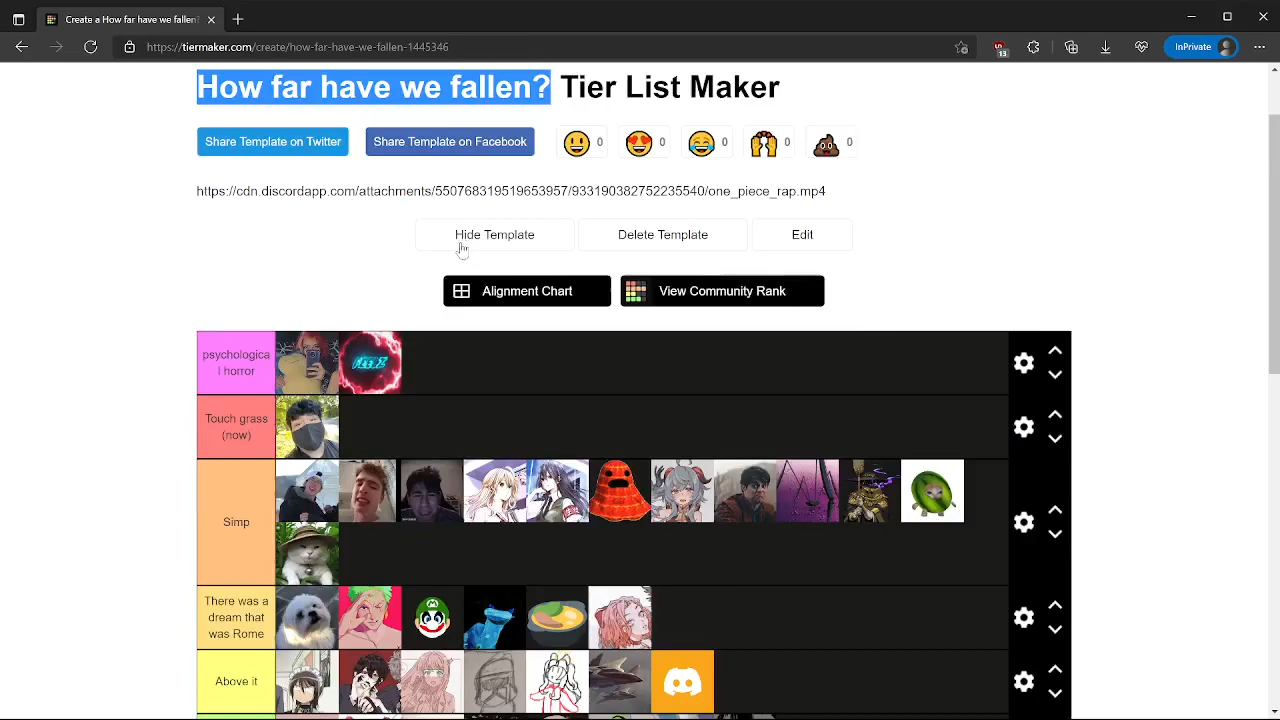 Create a How far have we fallen?
https://tiermaker.com/create/how-far-have-we-fallen-1445346
13
InPrivate
How far have we fallen? Tier List Maker
Share Template on Twitter
Share Template on Facebook
0
0
0
0
0
https://cdn.discordapp.com/attachments/550768319519653957/933190382752235540/one_piece_rap.mp4
Hide Template
Delete Template
Edit
Alignment Chart
View Community Rank
psychologica
l horror
FEEZ
Touch grass
(now)
Simp
There was a
dream that
was Rome
Above it